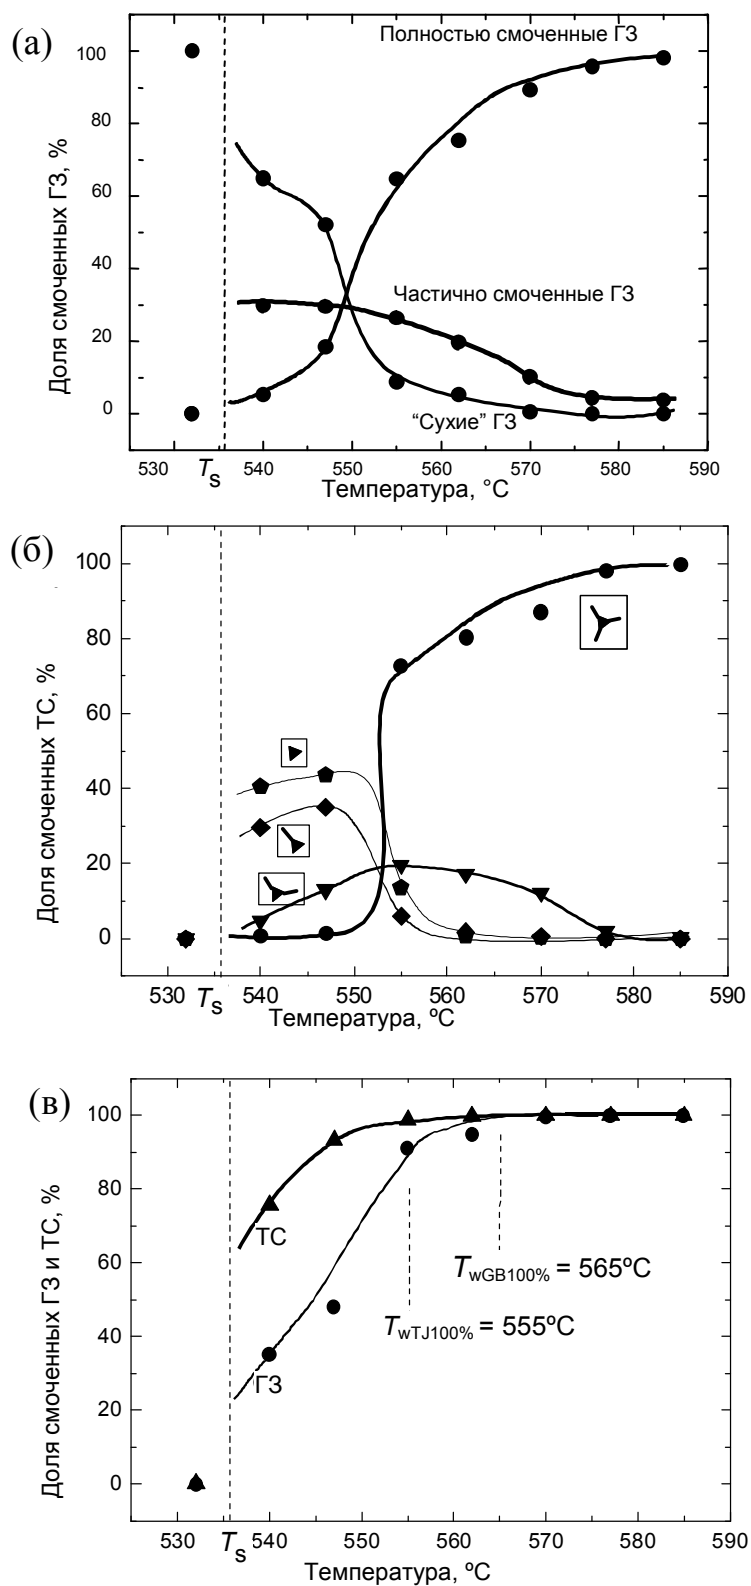 (а)
Полностью смоченные ГЗ
100
80
60
40
20
0
Доля смоченных ГЗ, %
Частично смоченные ГЗ
“Сухие” ГЗ
530 Ts 540 550 560 570 580 590
Температура, °С
(б)
100
80
60
40
20
0
Доля смоченных ТС, %
530 Ts 540 550 560 570 580 590
Температура, ºС
(в)
100
80
60
40
20
0
Доля смоченных ГЗ и ТС, %
ТС
ГЗ
TwGB100% = 565ºС
TwTJ100% = 555ºС
530 Ts 540 550 560 570 580 590
Температура, ºС